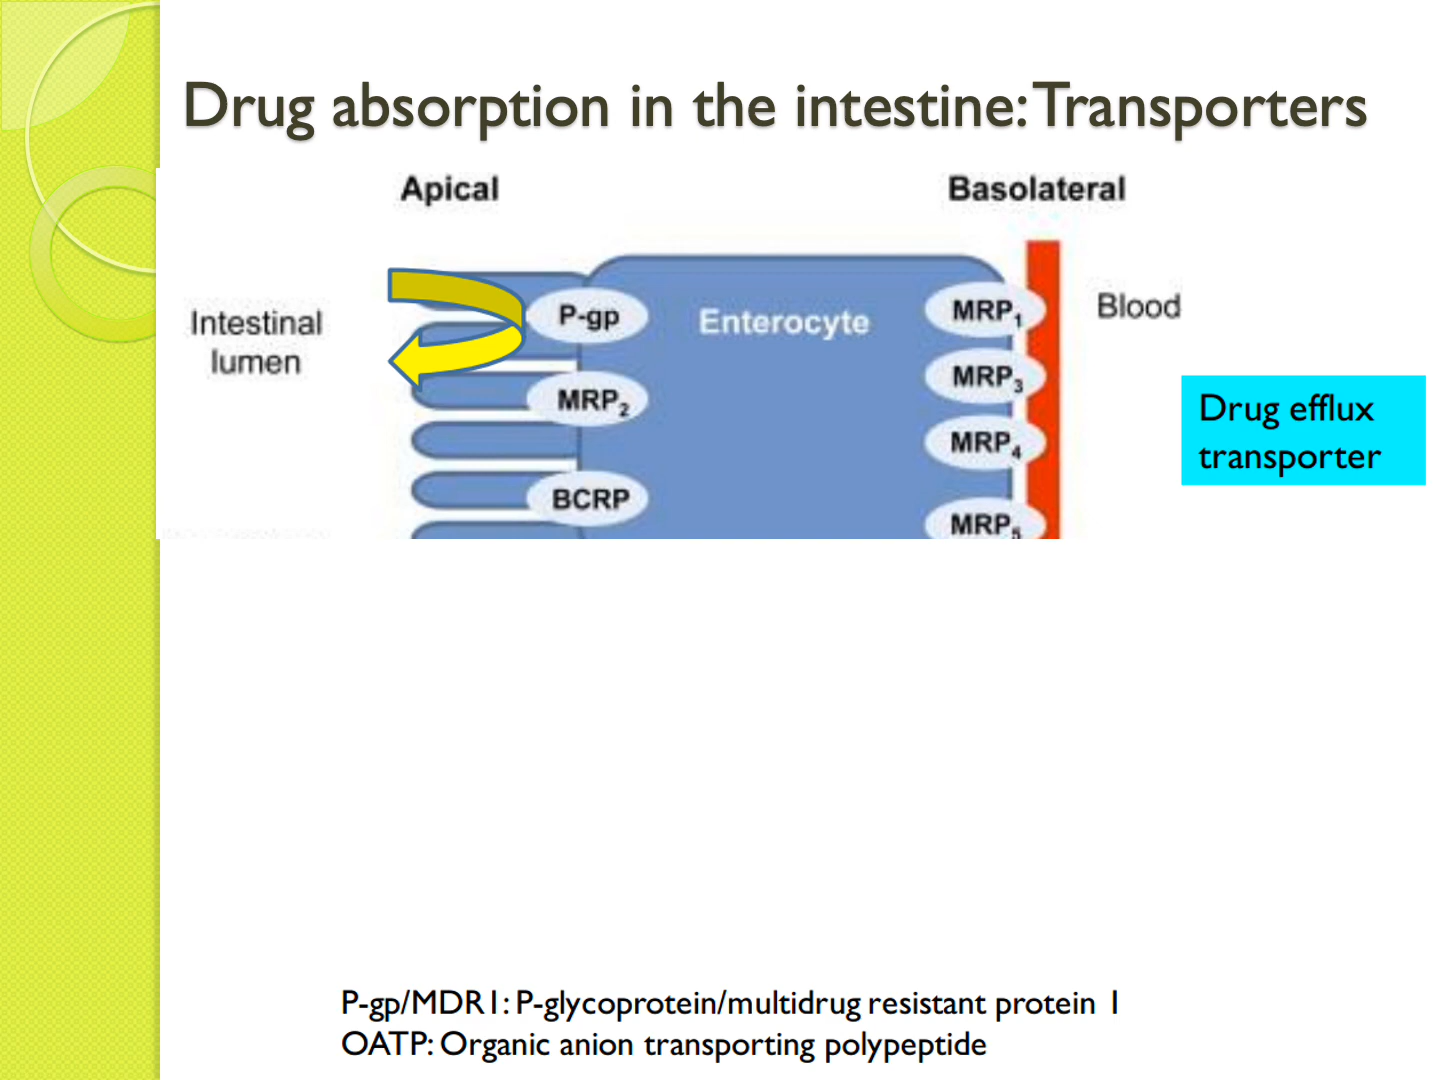 Drug absorption in the intestine: Transporters
Apical
Basolateral
Intestinal
lumen
P-gp
Enterocyte
MRP1
Blood
MRP2
MRP3
Drug efflux
transporter
MRP4
BCRP
MRP5
P-gp/MDR1: P-glycoprotein/multidrug resistant protein 1
OATP: Organic anion transporting polypeptide